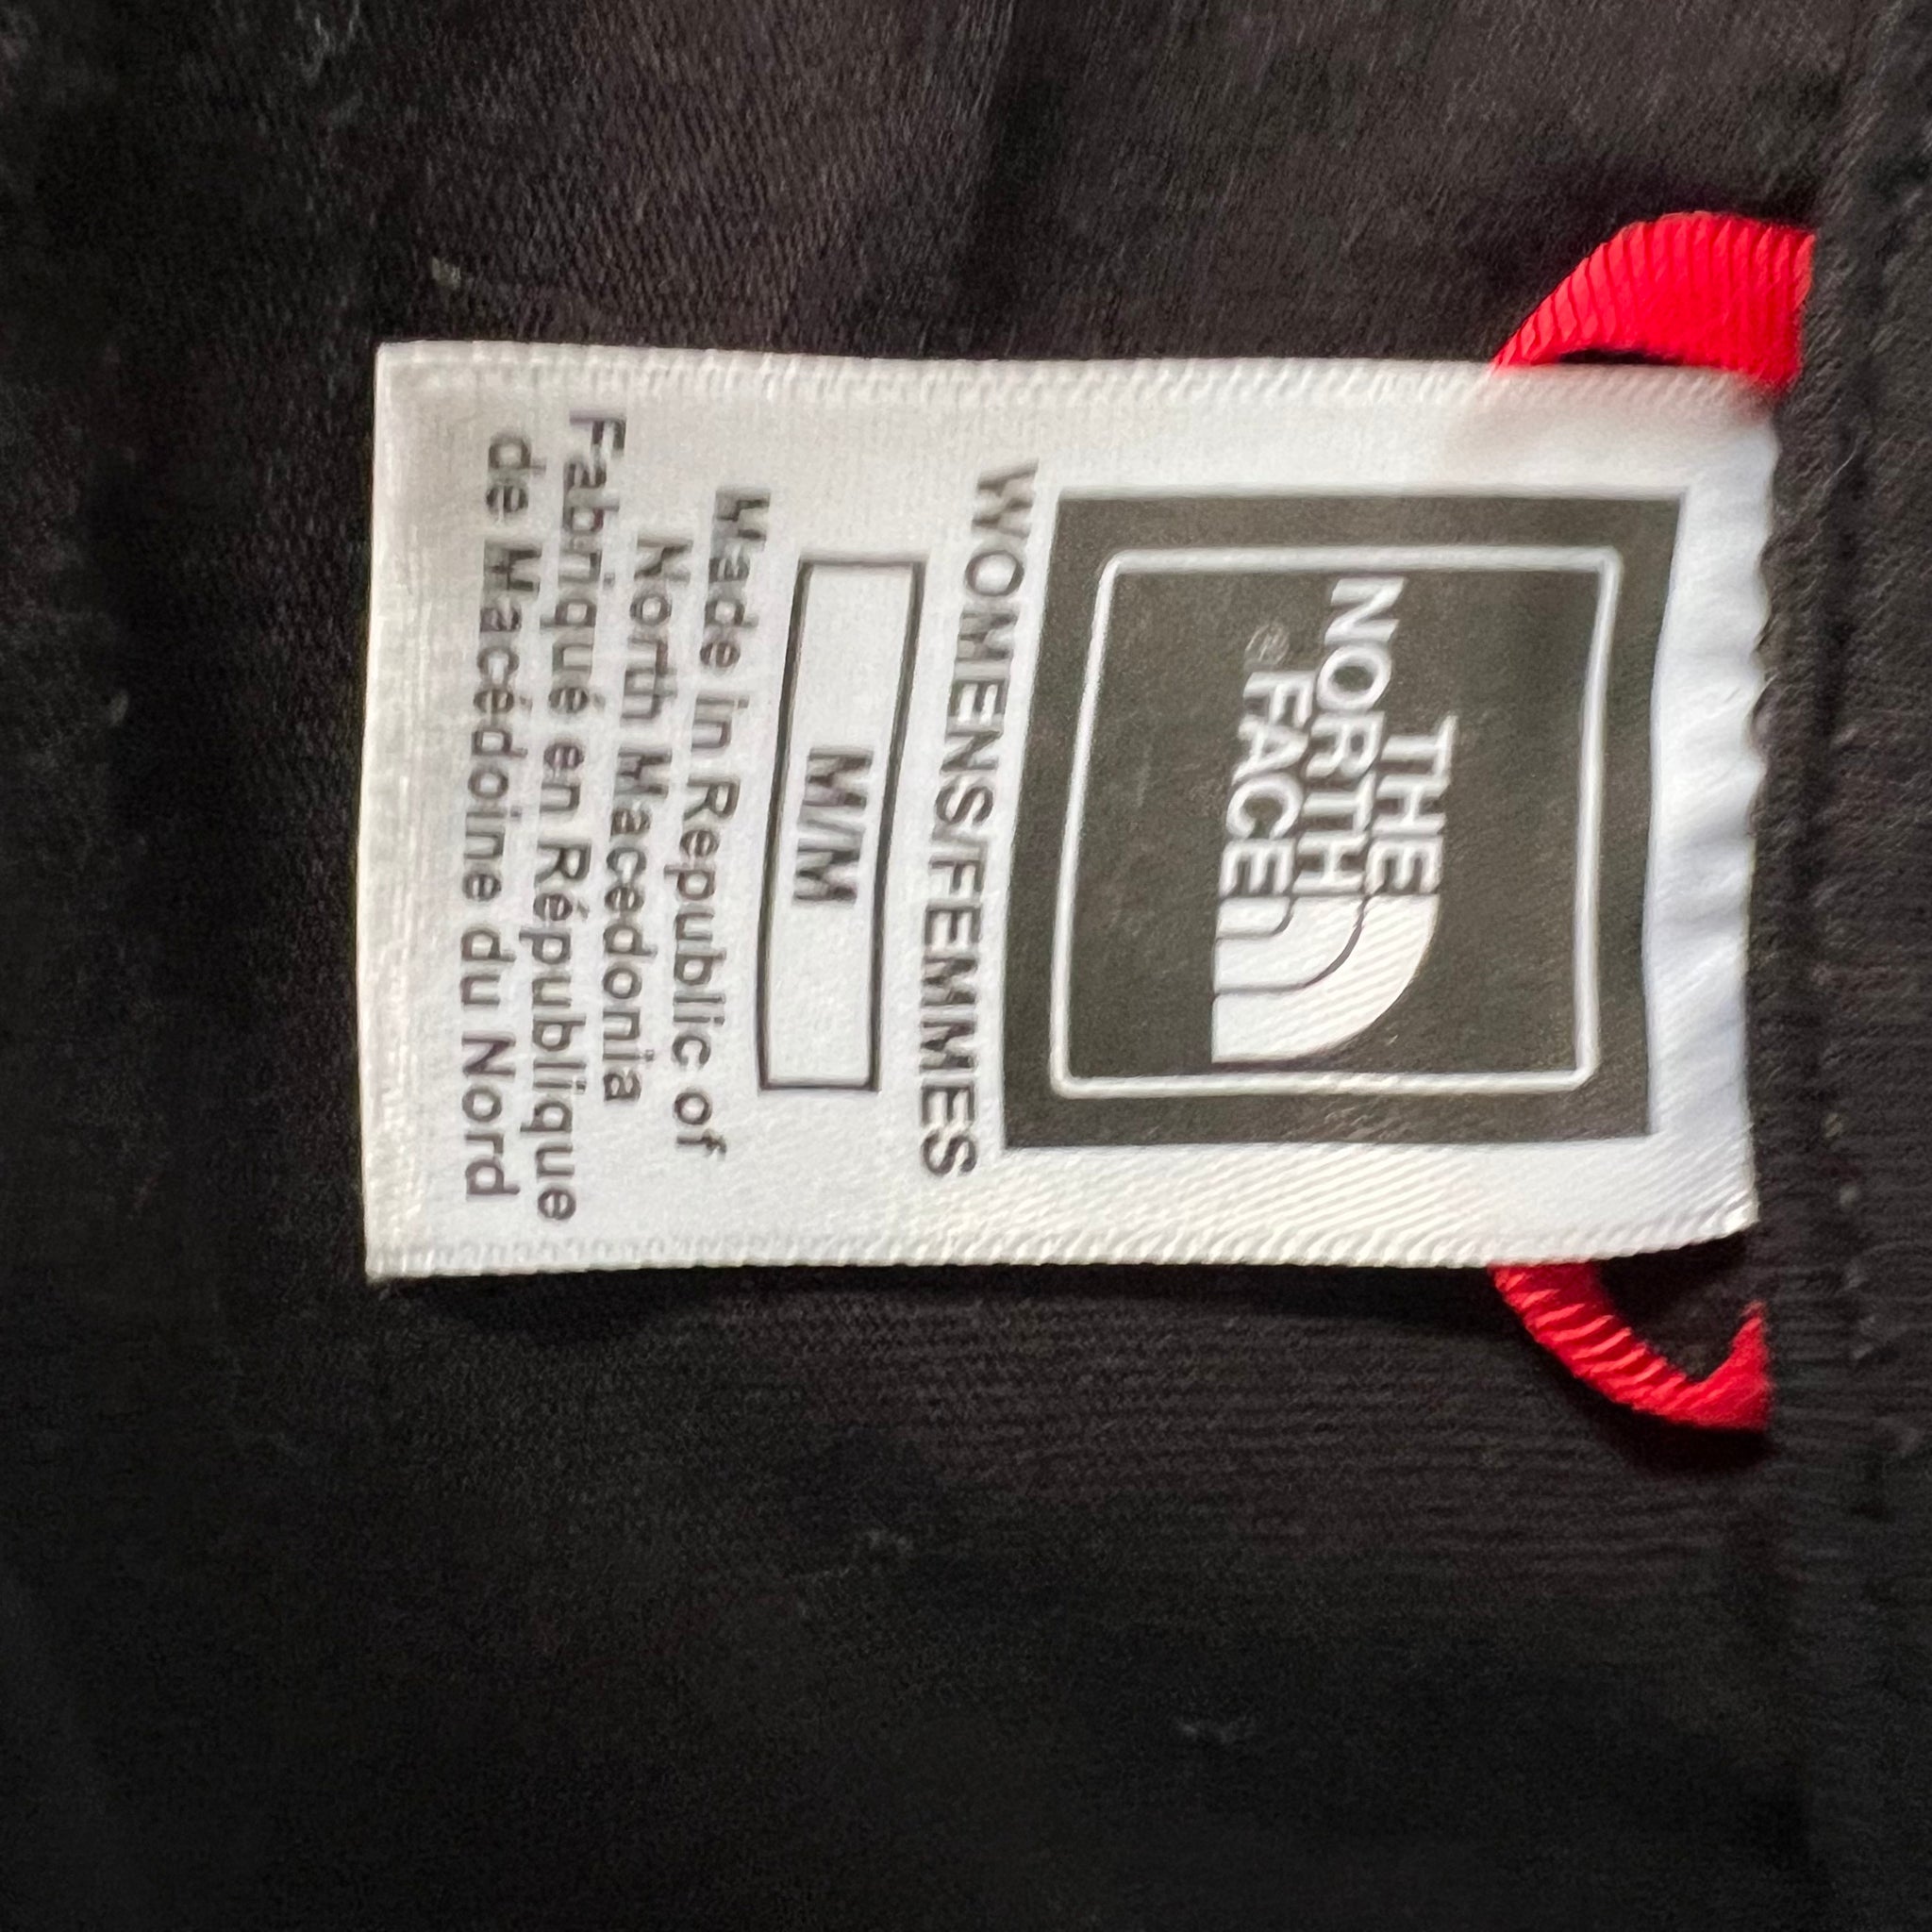 THE
NORTH
FACE
®
WOMENS/FEMMES
M/M
Made in Republic of
North Macedonia
Fabriqué en République
de Macédoine du Nord